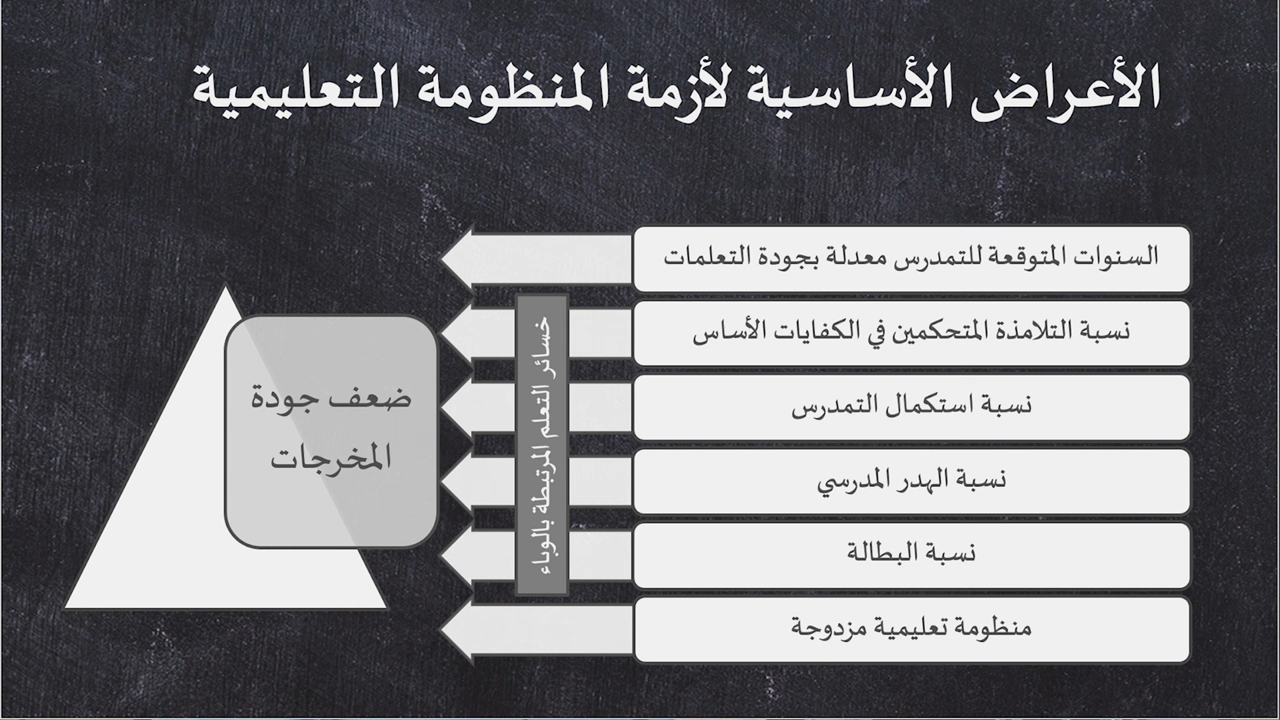 الأعراض الأساسية لأزمة المنظومة التعليمية
السنوات المتوقعة للتمدرس معدلة بجودة التعلمات
نسبة التلامذة المتحكمين في الكفايات الأساس
نسبة استكمال التمدرس
نسبة الهدر المدرسي
نسبة البطالة
منظومة تعليمية مزدوجة
خسائر التعلم المرتبطة بالوباء
ضعف جودة
المخرجات